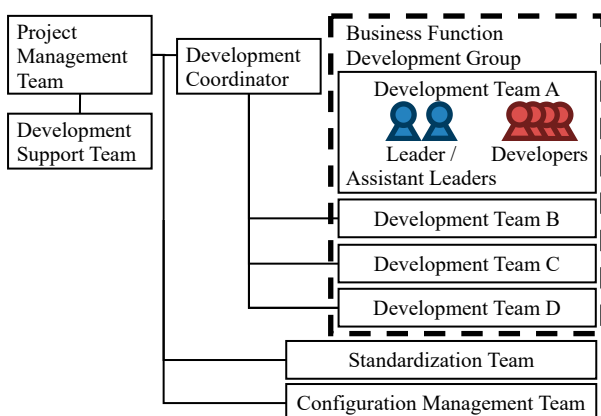 Project
Management
Team
Development
Support Team
Development
Coordinator
Business Function
Development Group
Development Team A
Leader /
Assistant Leaders
Developers
Development Team B
Development Team C
Development Team D
Standardization Team
Configuration Management Team